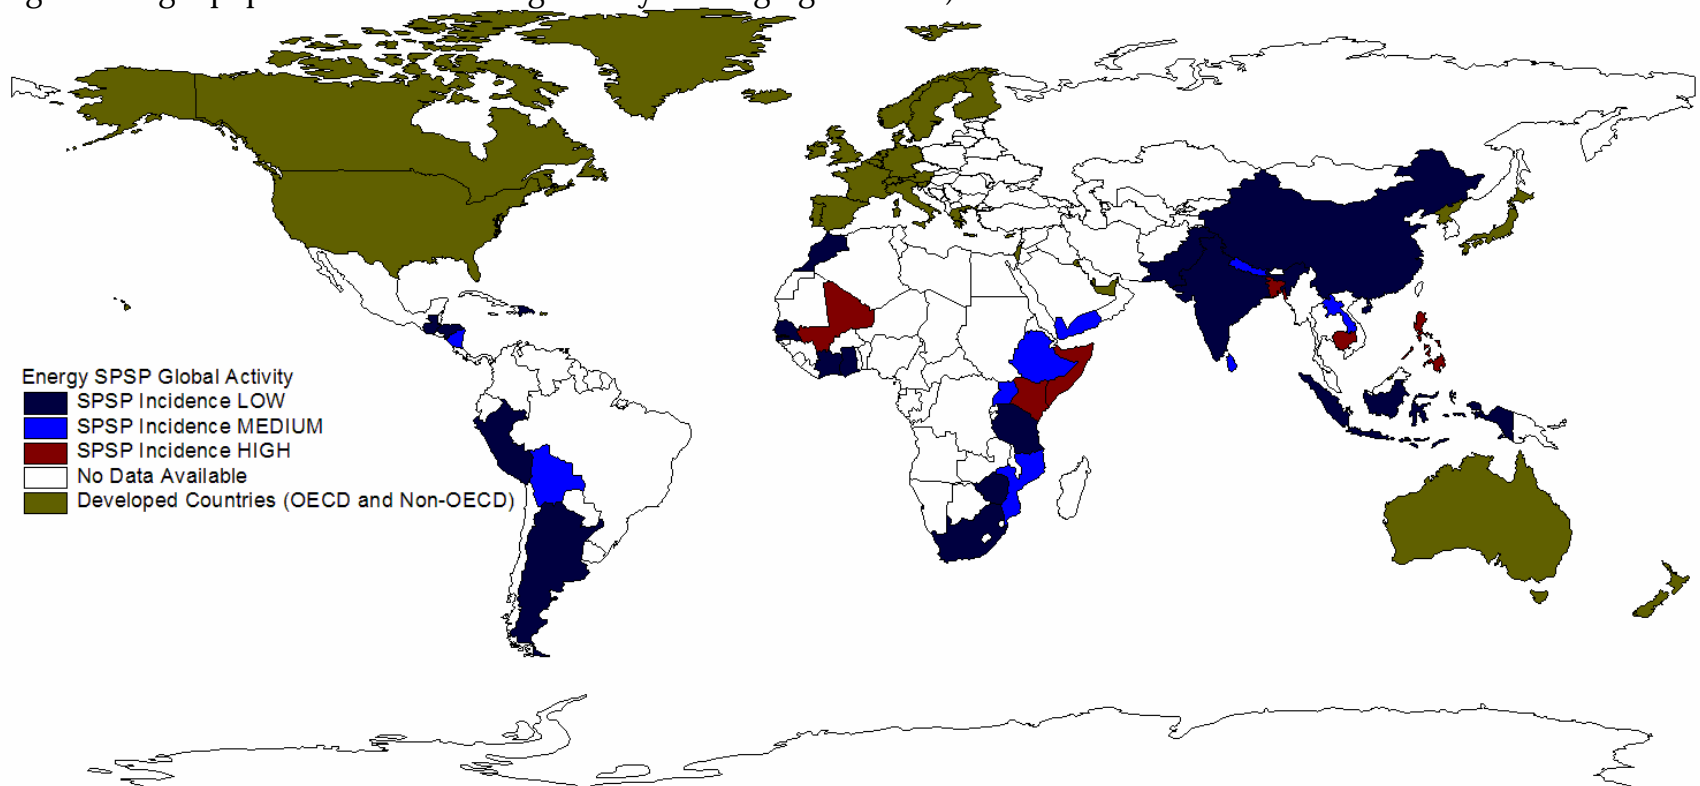 Energy SPSP Global Activity
SPSP Incidence LOW
SPSP Incidence MEDIUM
SPSP Incidence HIGH
No Data Available
Developed Countries (OECD and Non-OECD)